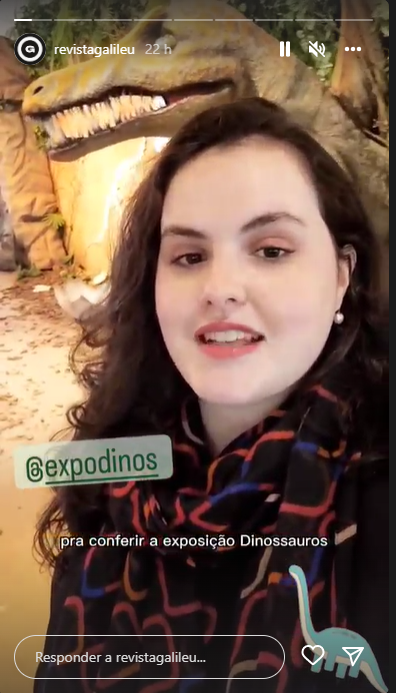 revistagalileu 22 h
@expodinos
pra conferir a exposição Dinossauros
Responder a revistagalileu...